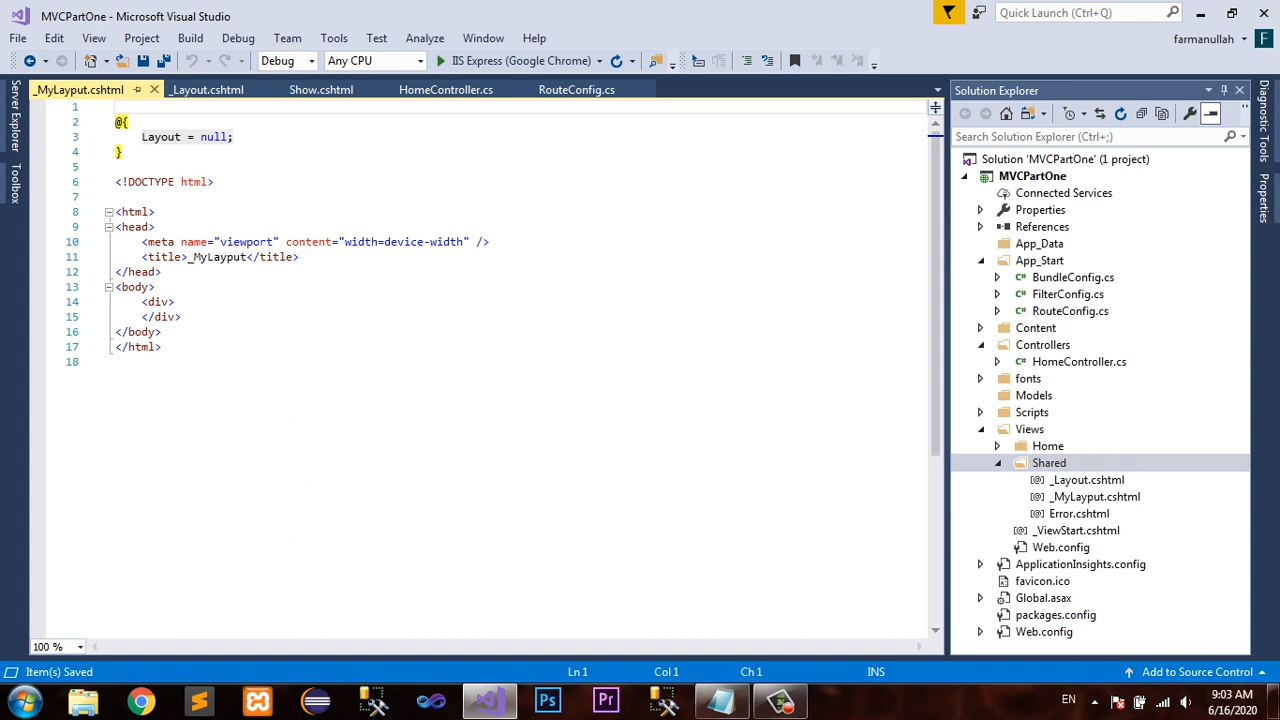 MVCPartOne - Microsoft Visual Studio
Quick Launch (Ctrl+Q)
File Edit View Project Build Debug Team Tools Test Analyze Window Help
farmanullah F
Debug Any CPU IIS Express (Google Chrome)
_MyLayput.cshtml _Layout.cshtml Show.cshtml HomeController.cs RouteConfig.cs
Server Explorer
Toolbox
1
2 @{
3 Layout = null;
4 }
5
6 <!DOCTYPE html>
7
8 <html>
9 <head>
10 <meta name="viewport" content="width=device-width" />
11 <title>_MyLayput</title>
12 </head>
13 <body>
14 <div>
15 </div>
16 </body>
17 </html>
18
100 %
Solution Explorer
Search Solution Explorer (Ctrl+;)
Solution 'MVCPartOne' (1 project)
MVCPartOne
Connected Services
Properties
References
App_Data
App_Start
BundleConfig.cs
FilterConfig.cs
RouteConfig.cs
Content
Controllers
HomeController.cs
fonts
Models
Scripts
Views
Home
Shared
_Layout.cshtml
_MyLayput.cshtml
Error.cshtml
_ViewStart.cshtml
Web.config
ApplicationInsights.config
favicon.ico
Global.asax
packages.config
Web.config
Diagnostic Tools
Properties
Item(s) Saved Ln 1 Col 1 Ch 1 INS Add to Source Control
Ps Pr EN
9:03 AM
6/16/2020